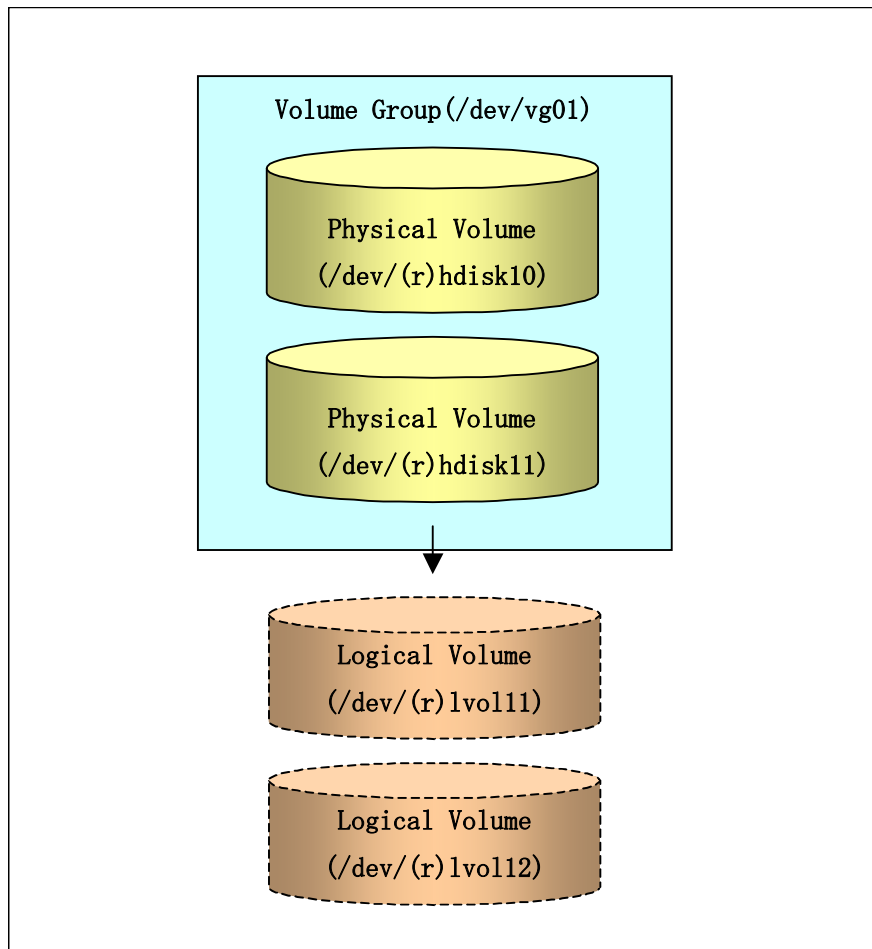 Volume Group(/dev/vg01)
Physical Volume
(/dev/(r)hdisk10)
Physical Volume
(/dev/(r)hdisk11)
Logical Volume
(/dev/(r)lvol11)
Logical Volume
(/dev/(r)lvol12)